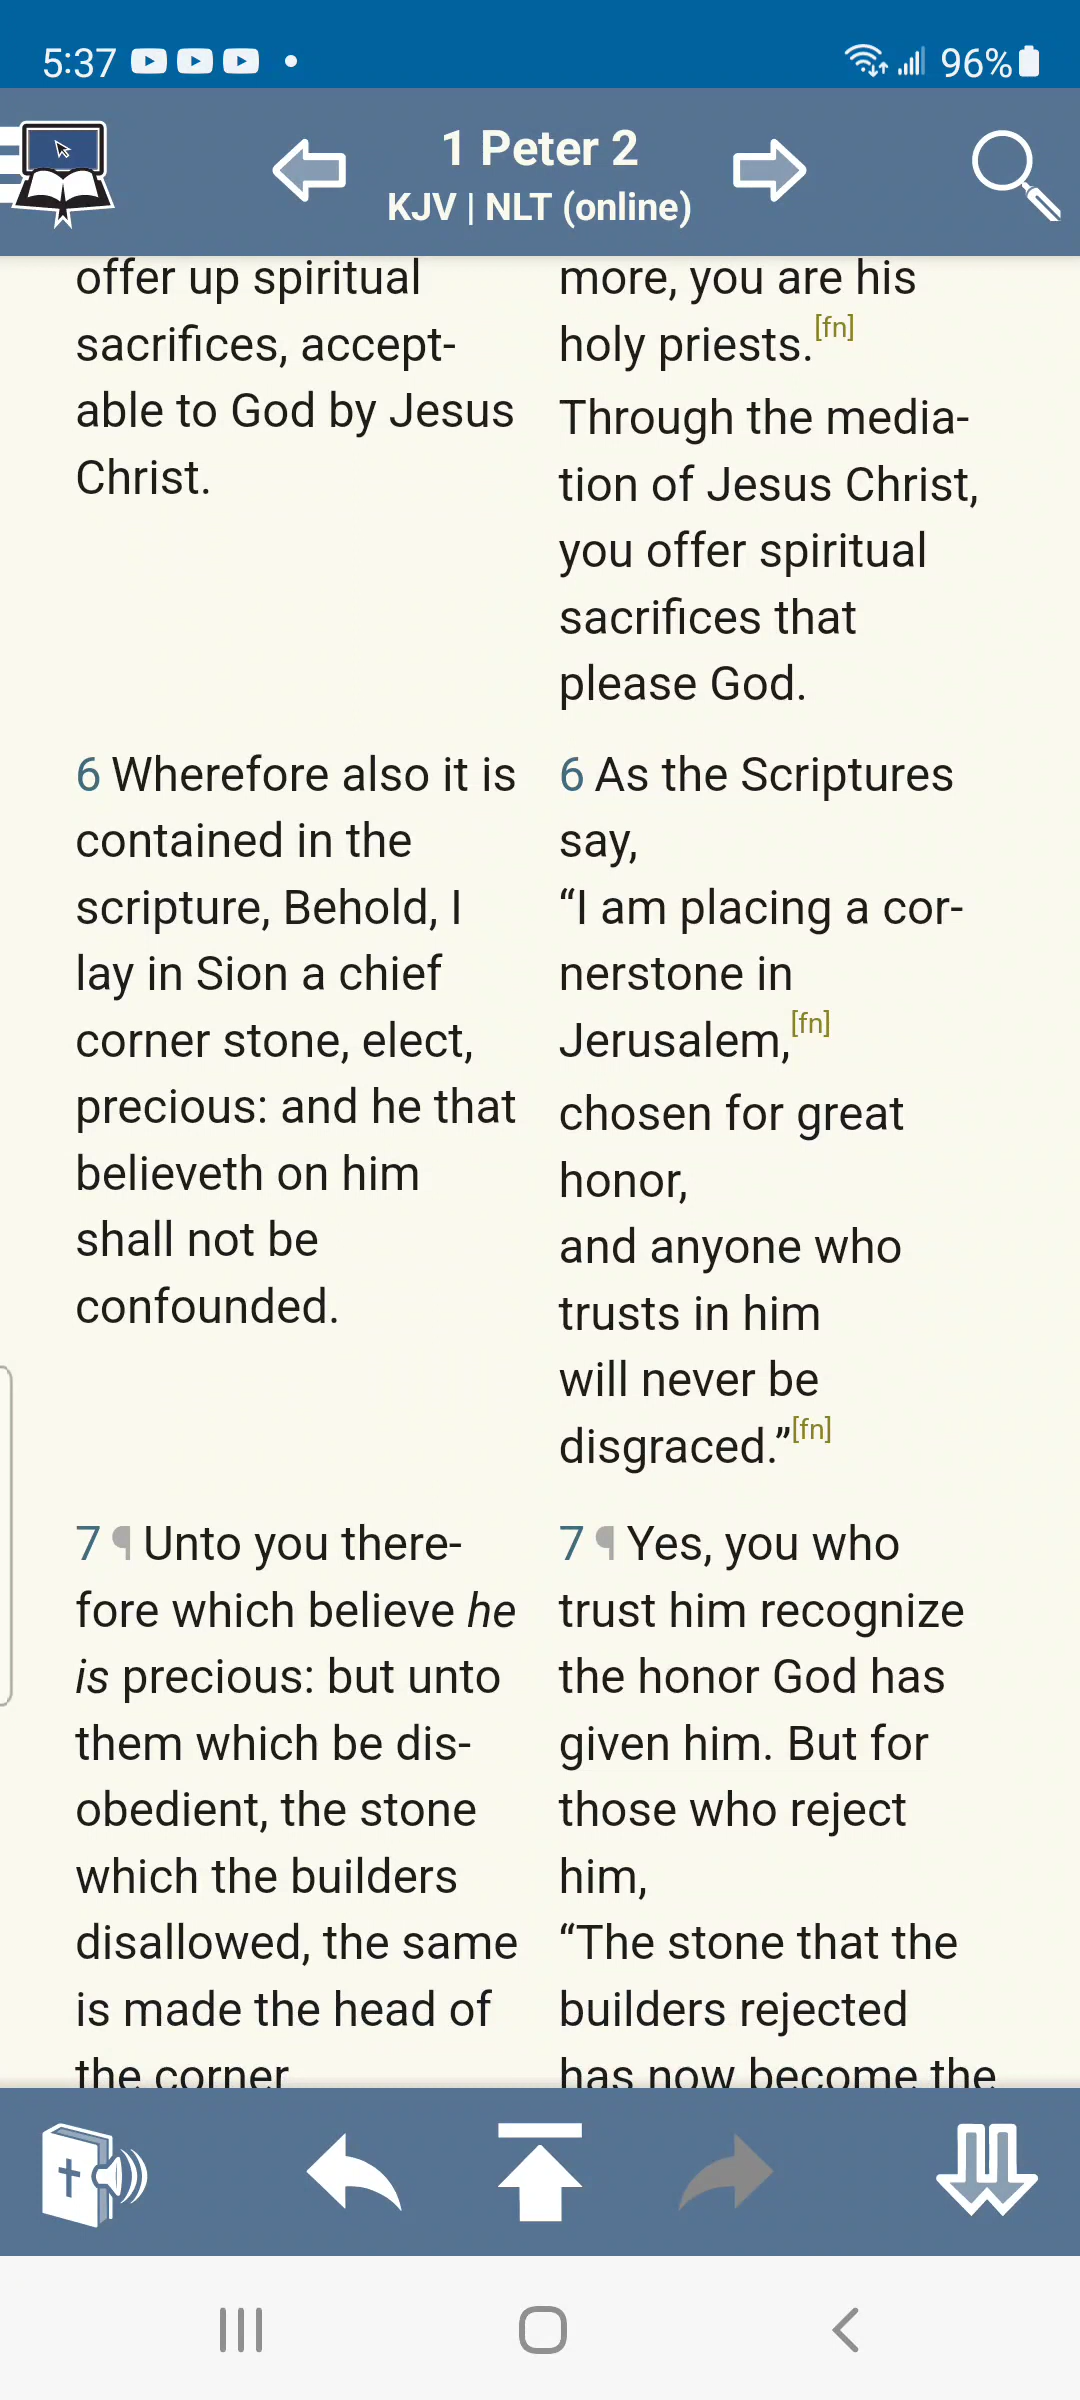 5:37
96%
1 Peter 2
KJV | NLT (online)
offer up spiritual
sacrifices, accept-
able to God by Jesus
Christ.
more, you are his
holy priests.[fn]
Through the media-
tion of Jesus Christ,
you offer spiritual
sacrifices that
please God.
6 Wherefore also it is
contained in the
scripture, Behold, I
lay in Sion a chief
corner stone, elect,
precious: and he that
believeth on him
shall not be
confounded.
6 As the Scriptures
say,
“I am placing a cor-
nerstone in
Jerusalem,[fn]
chosen for great
honor,
and anyone who
trusts in him
will never be
disgraced.”[fn]
7 ¶ Unto you there-
fore which believe he
is precious: but unto
them which be dis-
obedient, the stone
which the builders
disallowed, the same
is made the head of
the corner
7 ¶ Yes, you who
trust him recognize
the honor God has
given him. But for
those who reject
him,
“The stone that the
builders rejected
has now become the